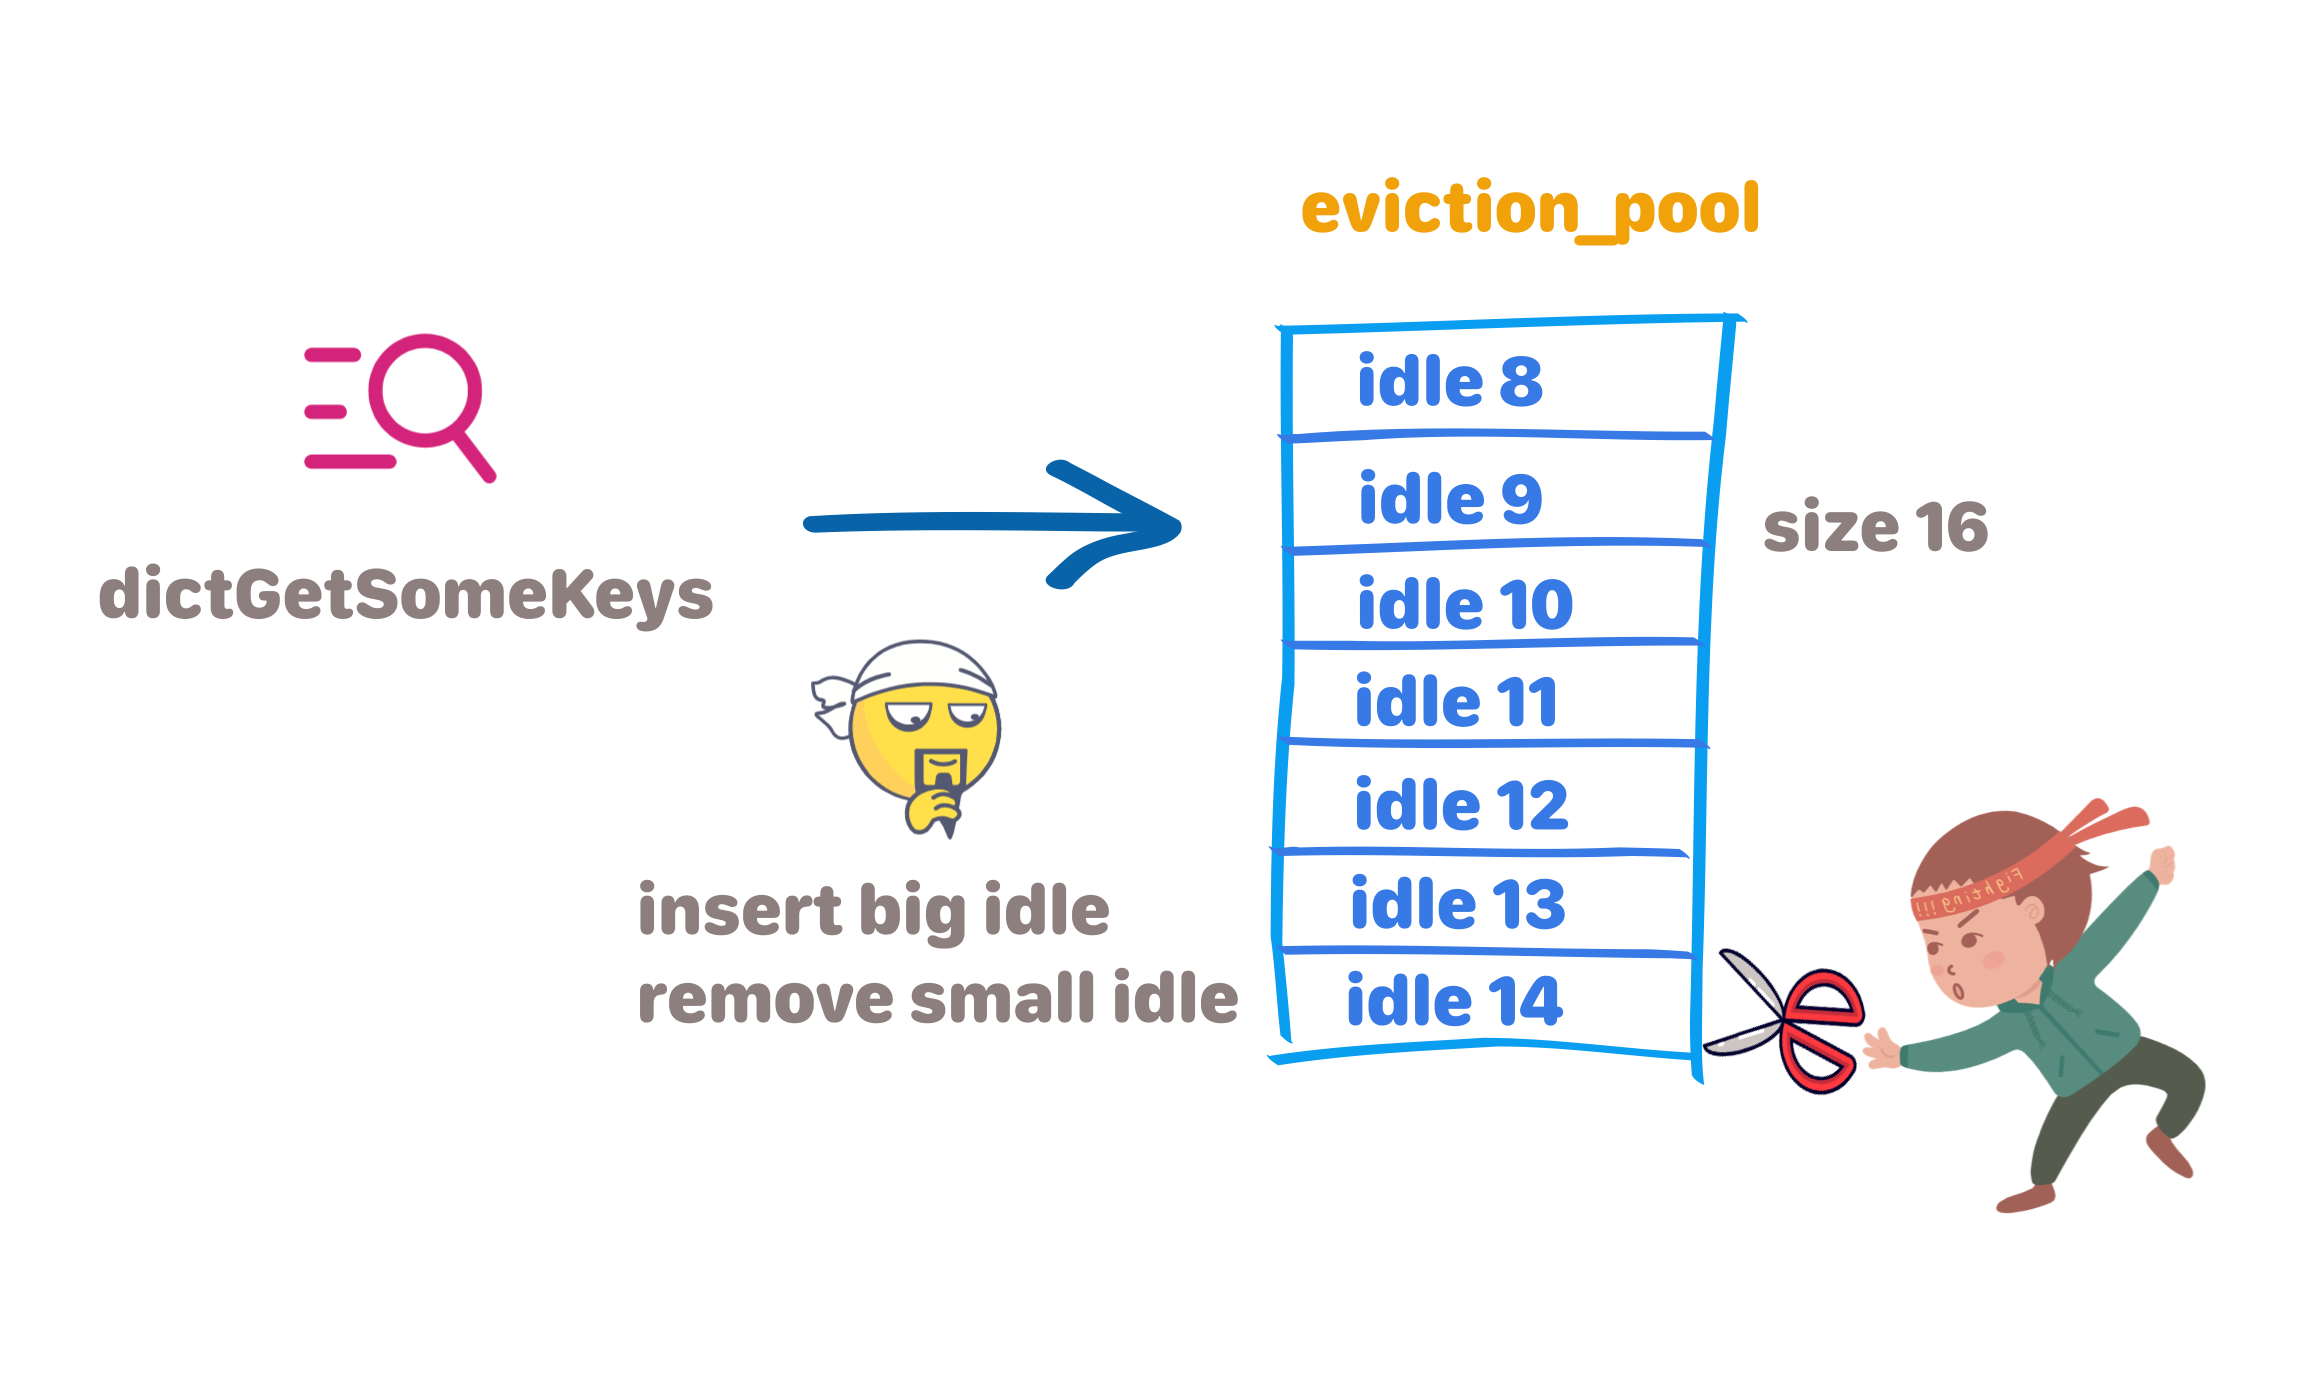 eviction_pool
dictGetSomeKeys
idle 8
idle 9
idle 10
idle 11
idle 12
idle 13
idle 14
size 16
insert big idle
remove small idle
Fighting !!!